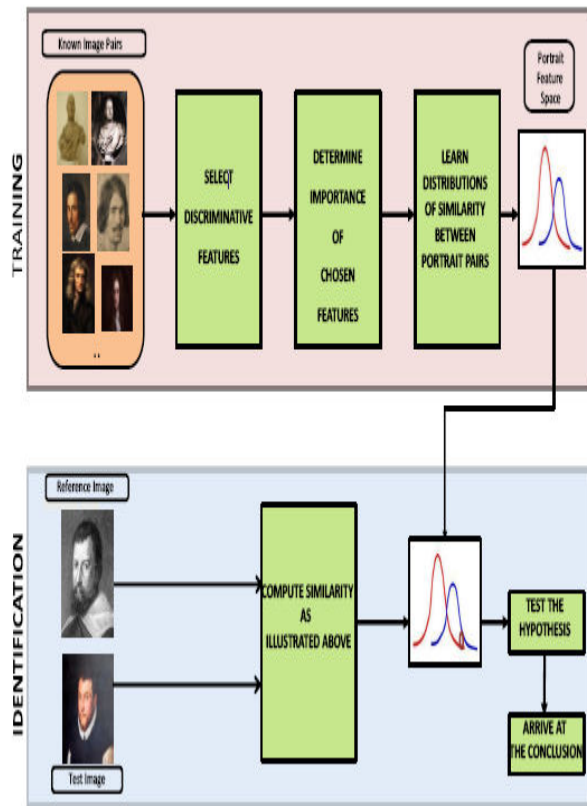 TRAINING
Known Image Pairs
..
SELECT
DISCRIMINATIVE
FEATURES
DETERMINE
IMPORTANCE
OF
CHOSEN
FEATURES
LEARN
DISTRIBUTIONS
OF SIMILARITY
BETWEEN
PORTRAIT PAIRS
Portrait
Feature
Space
IDENTIFICATION
Reference Image
Test Image
COMPUTE SIMILARITY
AS
ILLUSTRATED ABOVE
TEST THE
HYPOTHESIS
ARRIVE AT
THE CONCLUSION